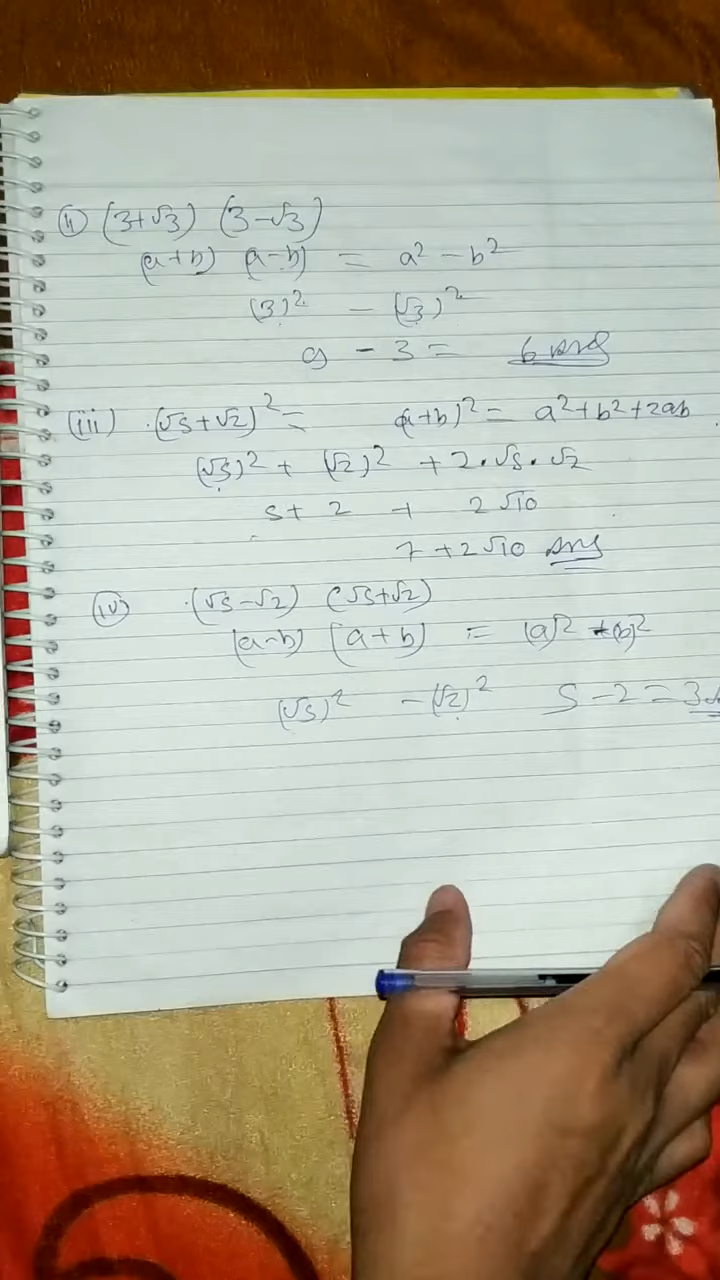 (ii) (3+√3) (3-√3)
(a+b) (a-b) = a² - b²
(3)² - (√3)²
9 - 3 = 6 Ans
(iii) (√5+√2)² = (a+b)² = a²+b²+2ab
(√5)² + (√2)² + 2·√5·√2
5+ 2 + 2√10
7 +2√10 Ans
(iv) (√5-√2) (√5+√2)
(a-b) (a+b) = (a)² - (b)²
(√5)² - (√2)² 5 -2 = 3